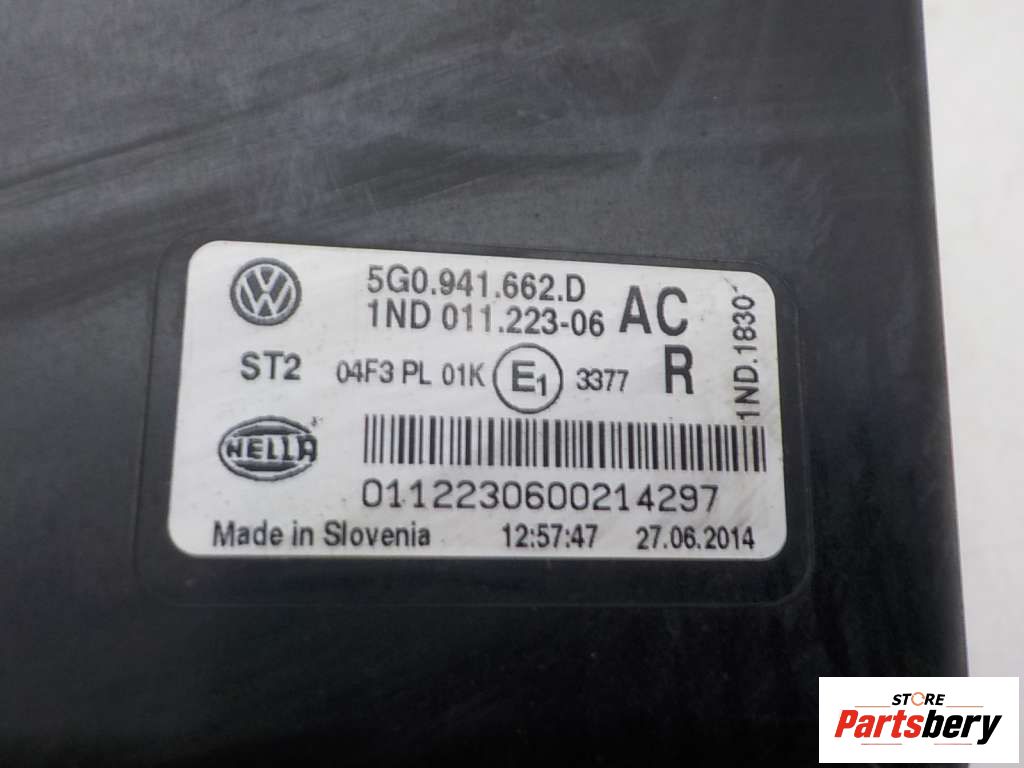 5G0.941.662.D
1ND 011.223-06 AC
ST2 04F3 PL 01K E1 3377 R
1ND.1830
HELLA
0112230600214297
Made in Slovenia 12:57:47 27.06.2014
STORE
Partsbery